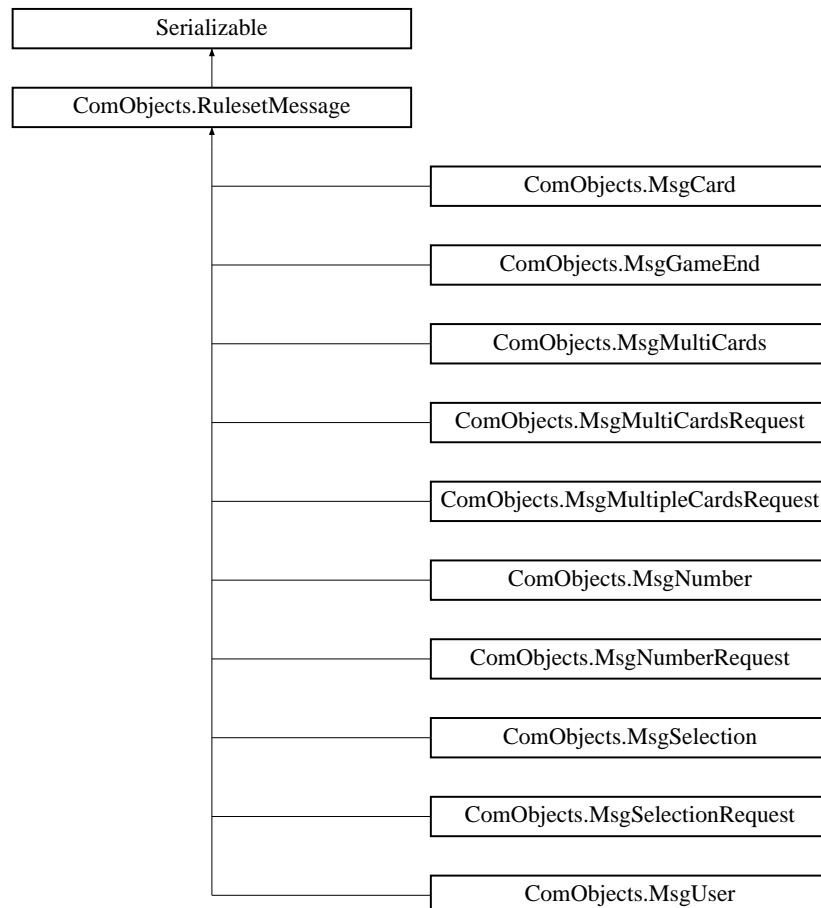 Serializable
ComObjects.RulesetMessage
ComObjects.MsgCard
ComObjects.MsgGameEnd
ComObjects.MsgMultiCards
ComObjects.MsgMultiCardsRequest
ComObjects.MsgMultipleCardsRequest
ComObjects.MsgNumber
ComObjects.MsgNumberRequest
ComObjects.MsgSelection
ComObjects.MsgSelectionRequest
ComObjects.MsgUser